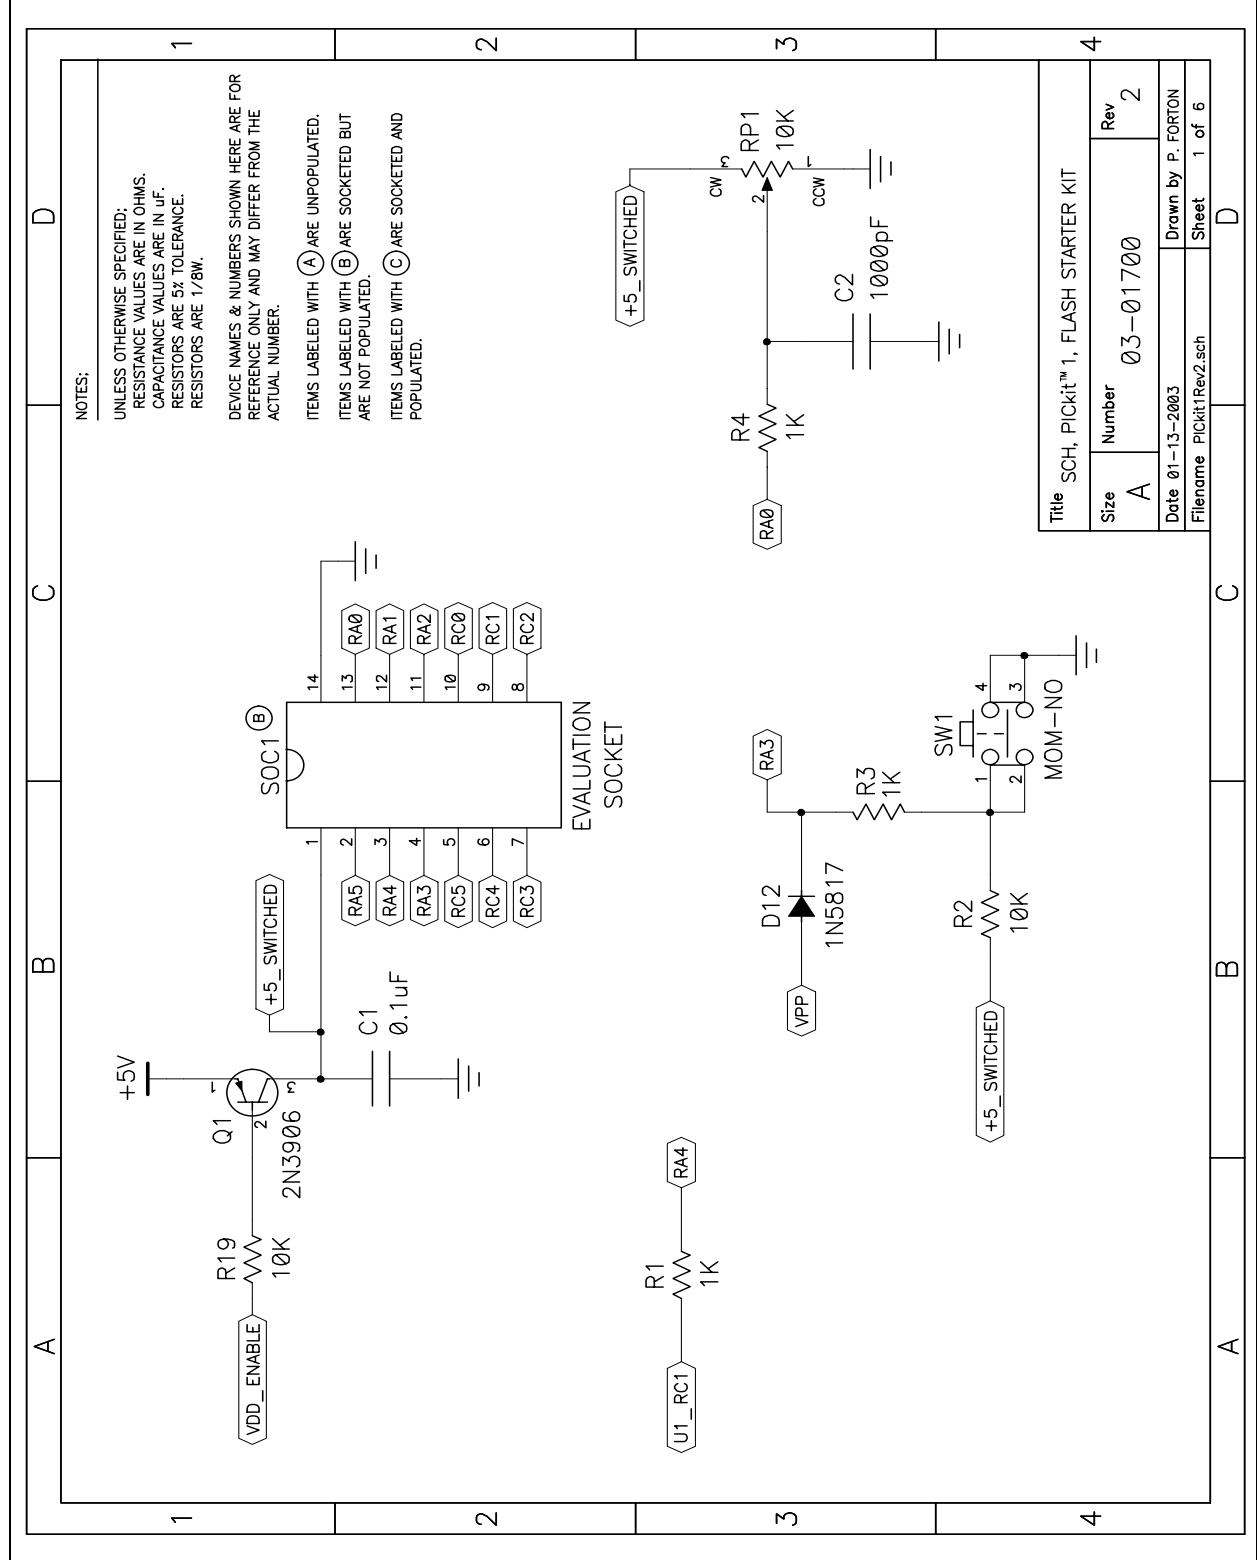 A
B
C
D
1
2
3
4
NOTES:
UNLESS OTHERWISE SPECIFIED;
RESISTANCE VALUES ARE IN OHMS.
CAPACITANCE VALUES ARE IN uF.
RESISTORS ARE 5% TOLERANCE.
RESISTORS ARE 1/8W.
DEVICE NAMES & NUMBERS SHOWN HERE ARE FOR
REFERENCE ONLY AND MAY DIFFER FROM THE
ACTUAL NUMBER.
ITEMS LABELED WITH A ARE UNPOPULATED.
ITEMS LABELED WITH B ARE SOCKETED BUT
ARE NOT POPULATED.
ITEMS LABELED WITH C ARE SOCKETED AND
POPULATED.
+5V
VDD_ENABLE
R19
10K
Q1
1
2
3
2N3906
+5_SWITCHED
C1
0.1uF
SOC1
B
1
2
3
4
5
6
7
14
13
12
11
10
9
8
RA5
RA4
RA3
RC5
RC4
RC3
RA0
RA1
RA2
RC0
RC1
RC2
EVALUATION
SOCKET
U1_RC1
R1
1K
RA4
VPP
D12
1N5817
RA3
R3
1K
+5_SWITCHED
R2
10K
SW1
1
2
4
3
MOM-NO
RA0
R4
1K
C2
1000pF
+5_SWITCHED
CW
3
2
1
CCW
RP1
10K
Title
SCH, PICkit™ 1, FLASH STARTER KIT
Size
A
Number
03-01700
Rev
2
Date 01-13-2003
Drawn by P. FORTON
Filename PICkit1Rev2.sch
Sheet 1 of 6
1
2
3
4
A
B
C
D